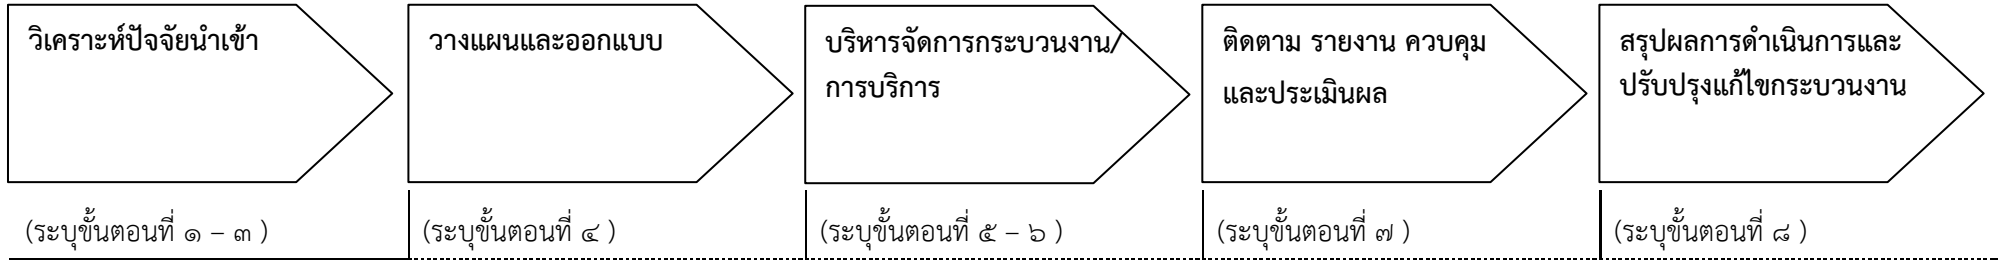 วิเคราะห์ปัจจัยนำเข้า
วางแผนและออกแบบ
บริหารจัดการกระบวนงาน/
การบริการ
ติดตาม รายงาน ควบคุม
และประเมินผล
สรุปผลการดำเนินการและ
ปรับปรุงแก้ไขกระบวนงาน
(ระบุขั้นตอนที่ ๑ – ๓ )
(ระบุขั้นตอนที่ ๔ )
(ระบุขั้นตอนที่ ๕ – ๖ )
(ระบุขั้นตอนที่ ๗ )
(ระบุขั้นตอนที่ ๘ )